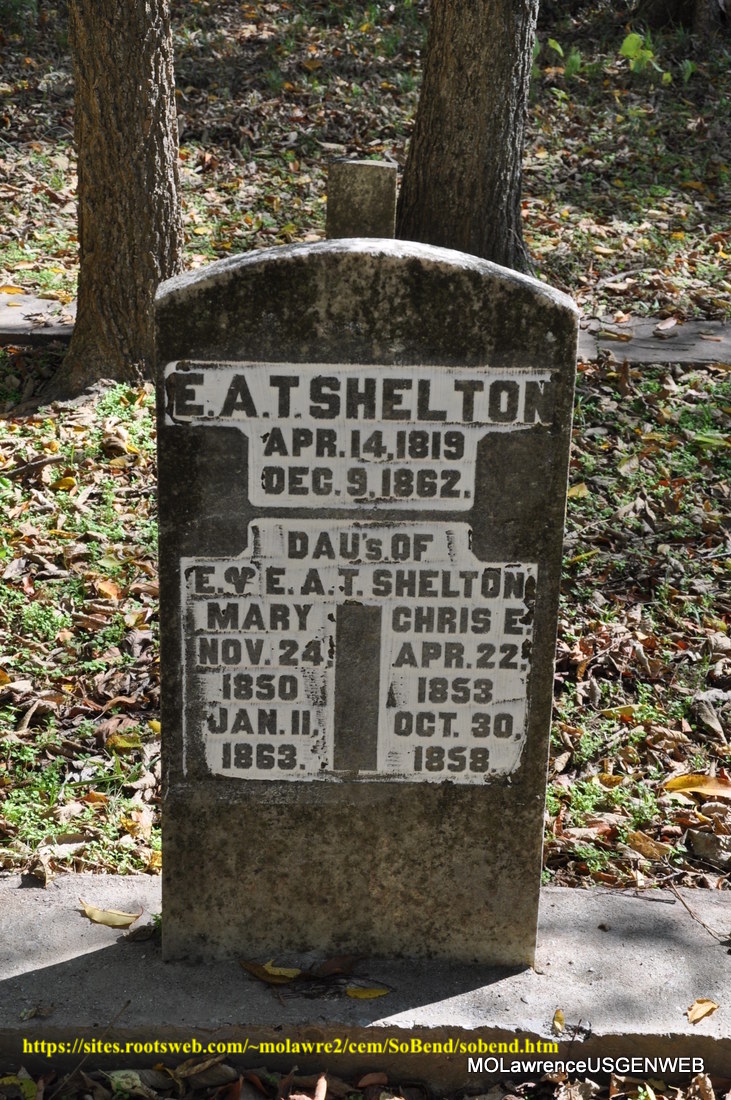 E.A.T. SHELTON
APR. 14, 1819
DEC. 9, 1862.
DAU's. OF
E. & E. A. T. SHELTON
MARY
NOV. 24,
1850
JAN. 11,
1863.
CHRIS E.
APR. 22,
1853
OCT. 30,
1858
https://sites.rootsweb.com/~molawre2/cem/SoBend/sobend.htm
MOLawrenceUSGENWEB